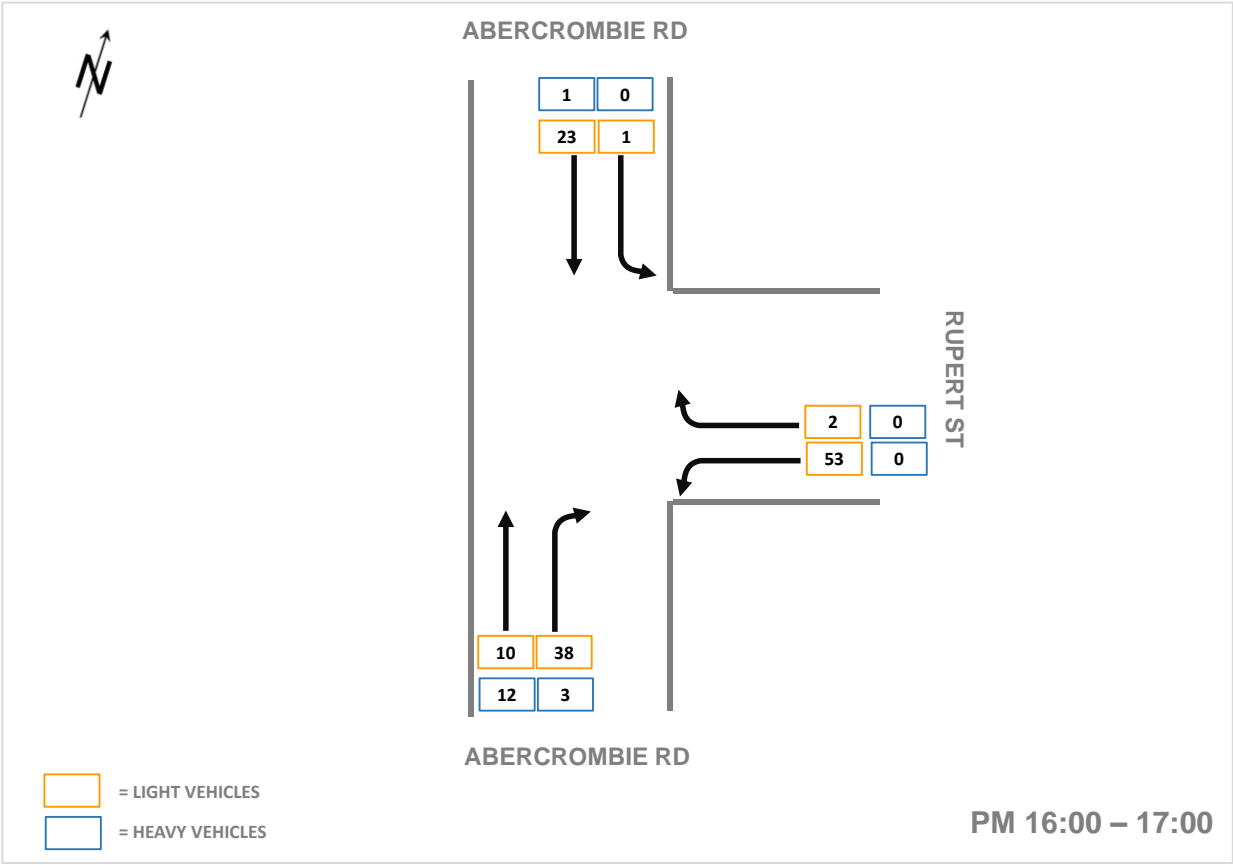 ABERCROMBIE RD
N
1 0
23 1
RUPERT ST
2 0
53 0
10 38
12 3
ABERCROMBIE RD
= LIGHT VEHICLES
= HEAVY VEHICLES
PM 16:00 – 17:00